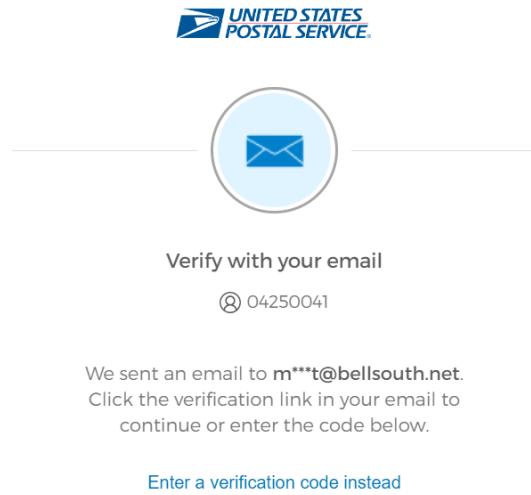 UNITED STATES
POSTAL SERVICE®
Verify with your email
04250041
We sent an email to m***t@bellsouth.net.
Click the verification link in your email to
continue or enter the code below.
Enter a verification code instead